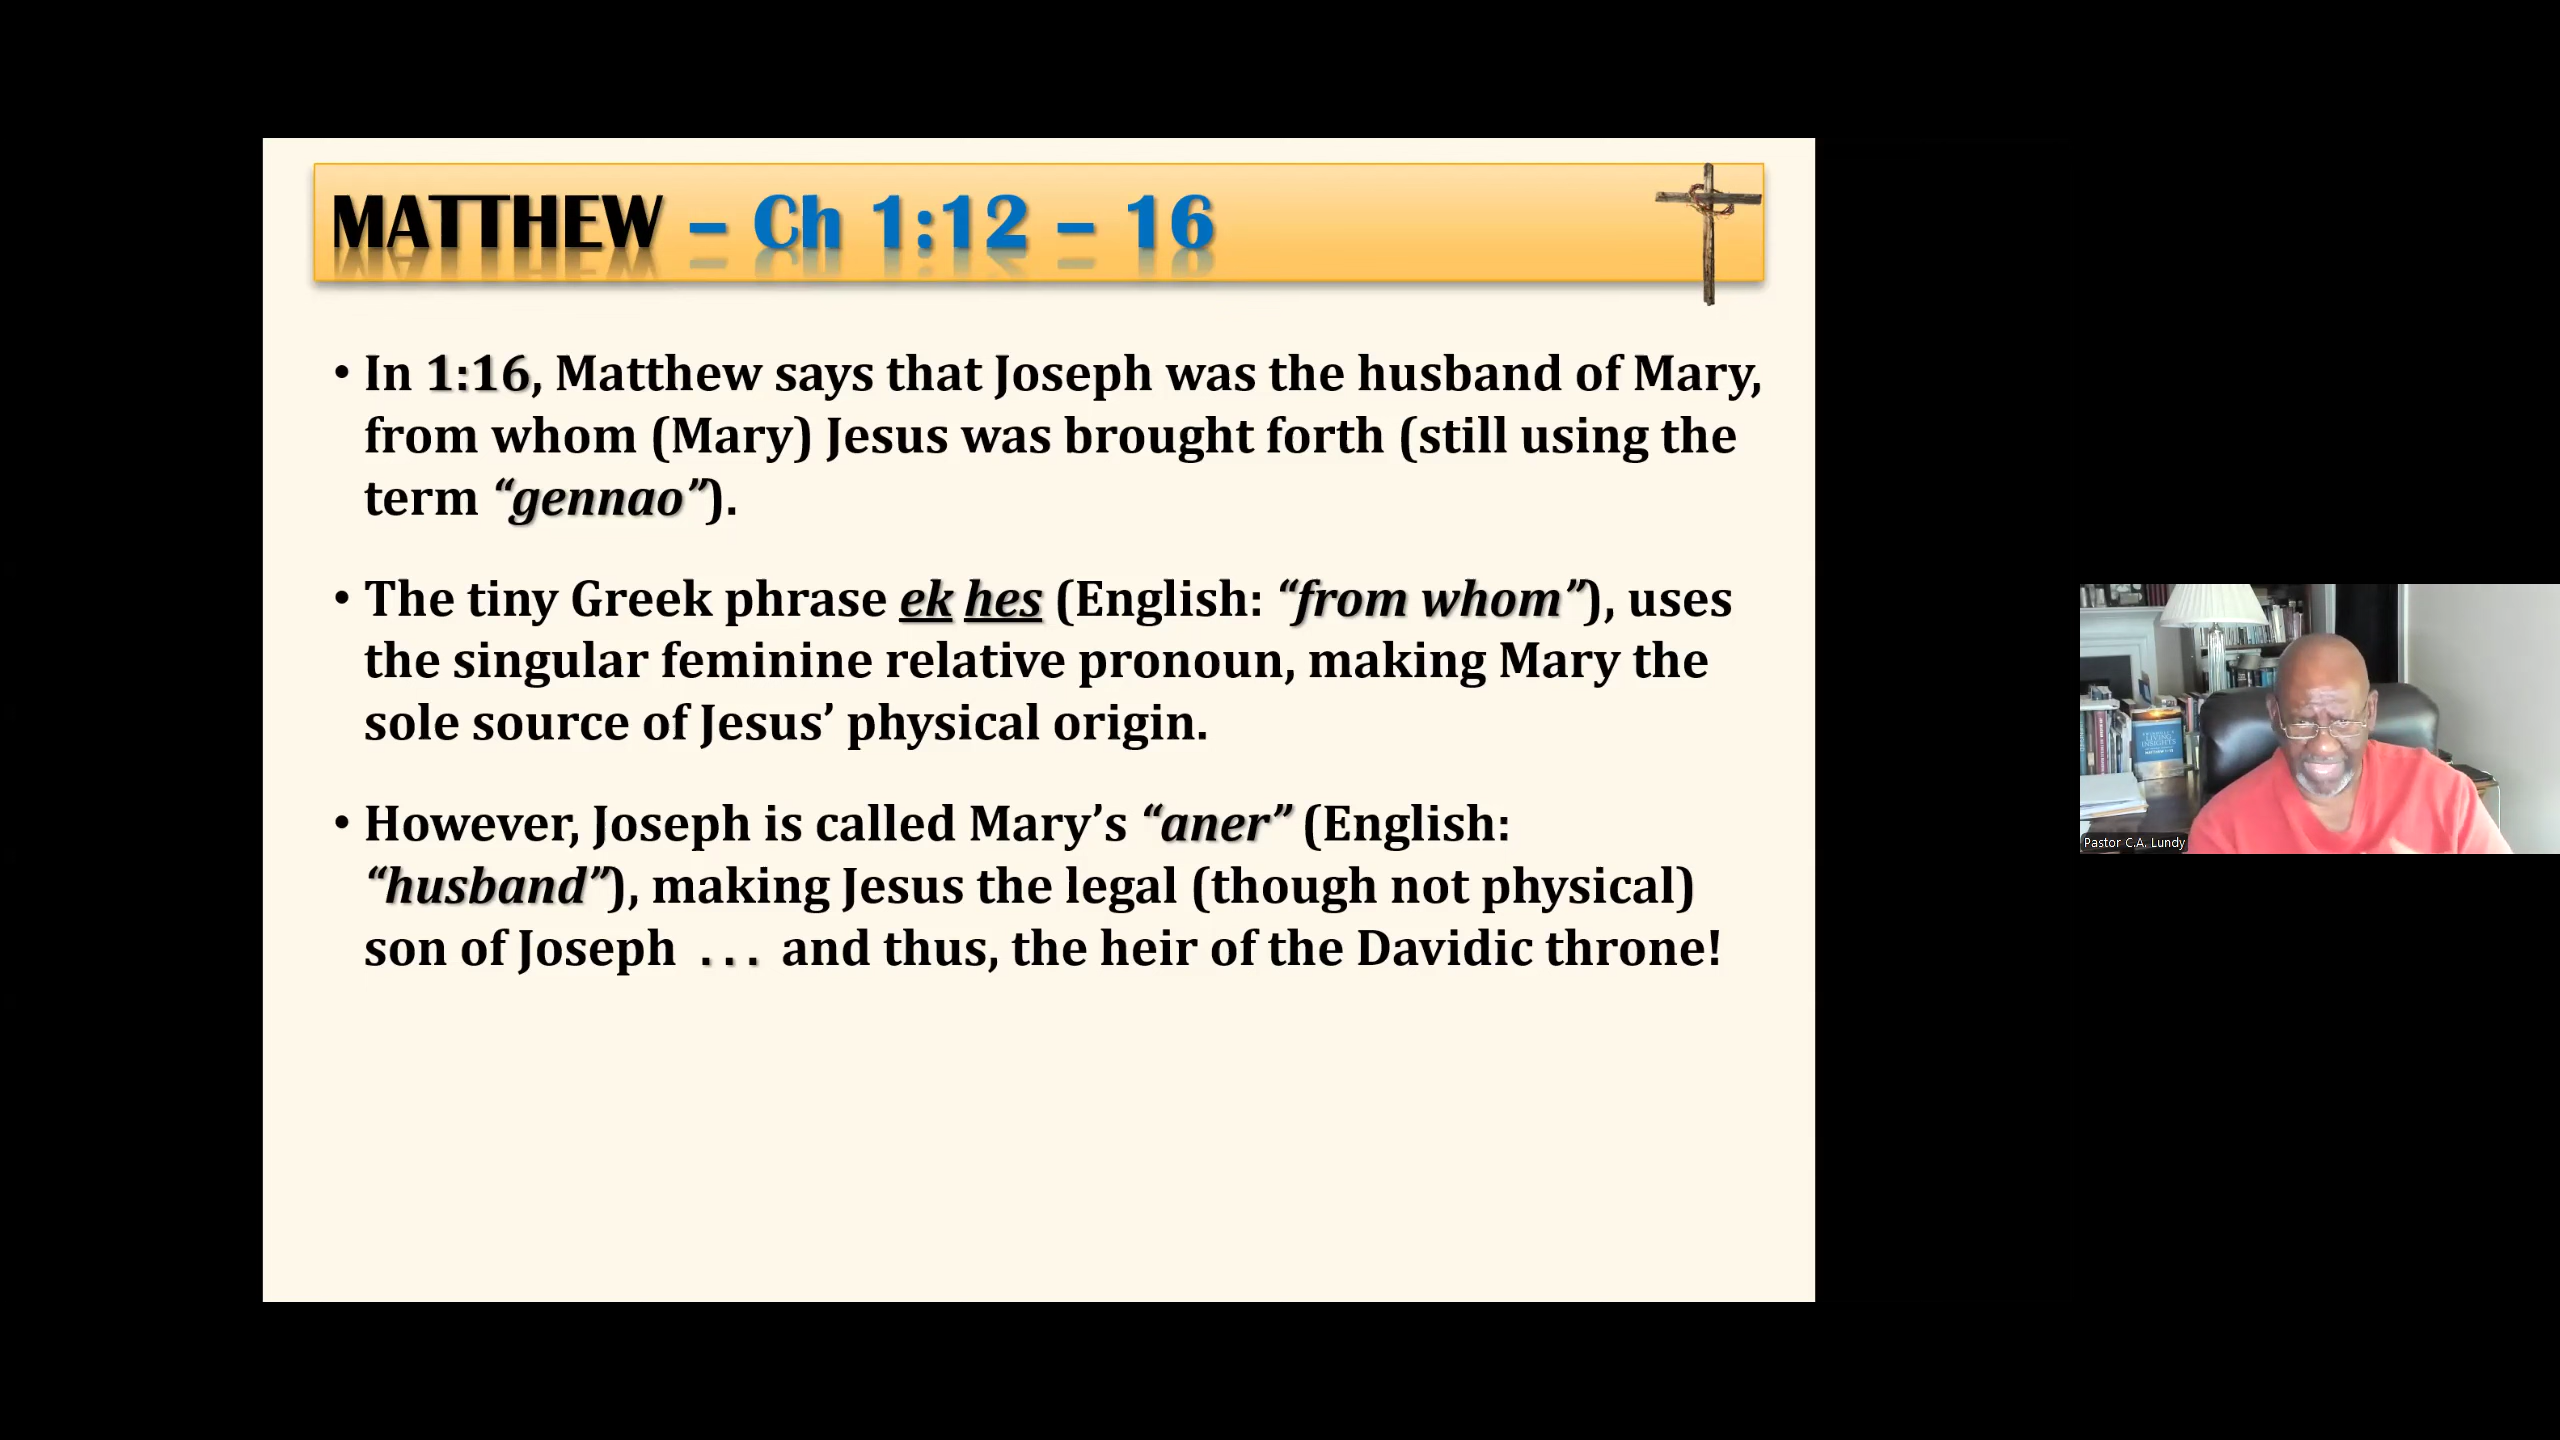 MATTHEW – Ch 1:12 – 16
• In 1:16, Matthew says that Joseph was the husband of Mary,
from whom (Mary) Jesus was brought forth (still using the
term “gennao”).
• The tiny Greek phrase ek hes (English: “from whom”), uses
the singular feminine relative pronoun, making Mary the
sole source of Jesus’ physical origin.
• However, Joseph is called Mary’s “aner” (English:
“husband”), making Jesus the legal (though not physical)
son of Joseph . . . and thus, the heir of the Davidic throne!
LIVING
INSIGHTS
Pastor C.A. Lundy